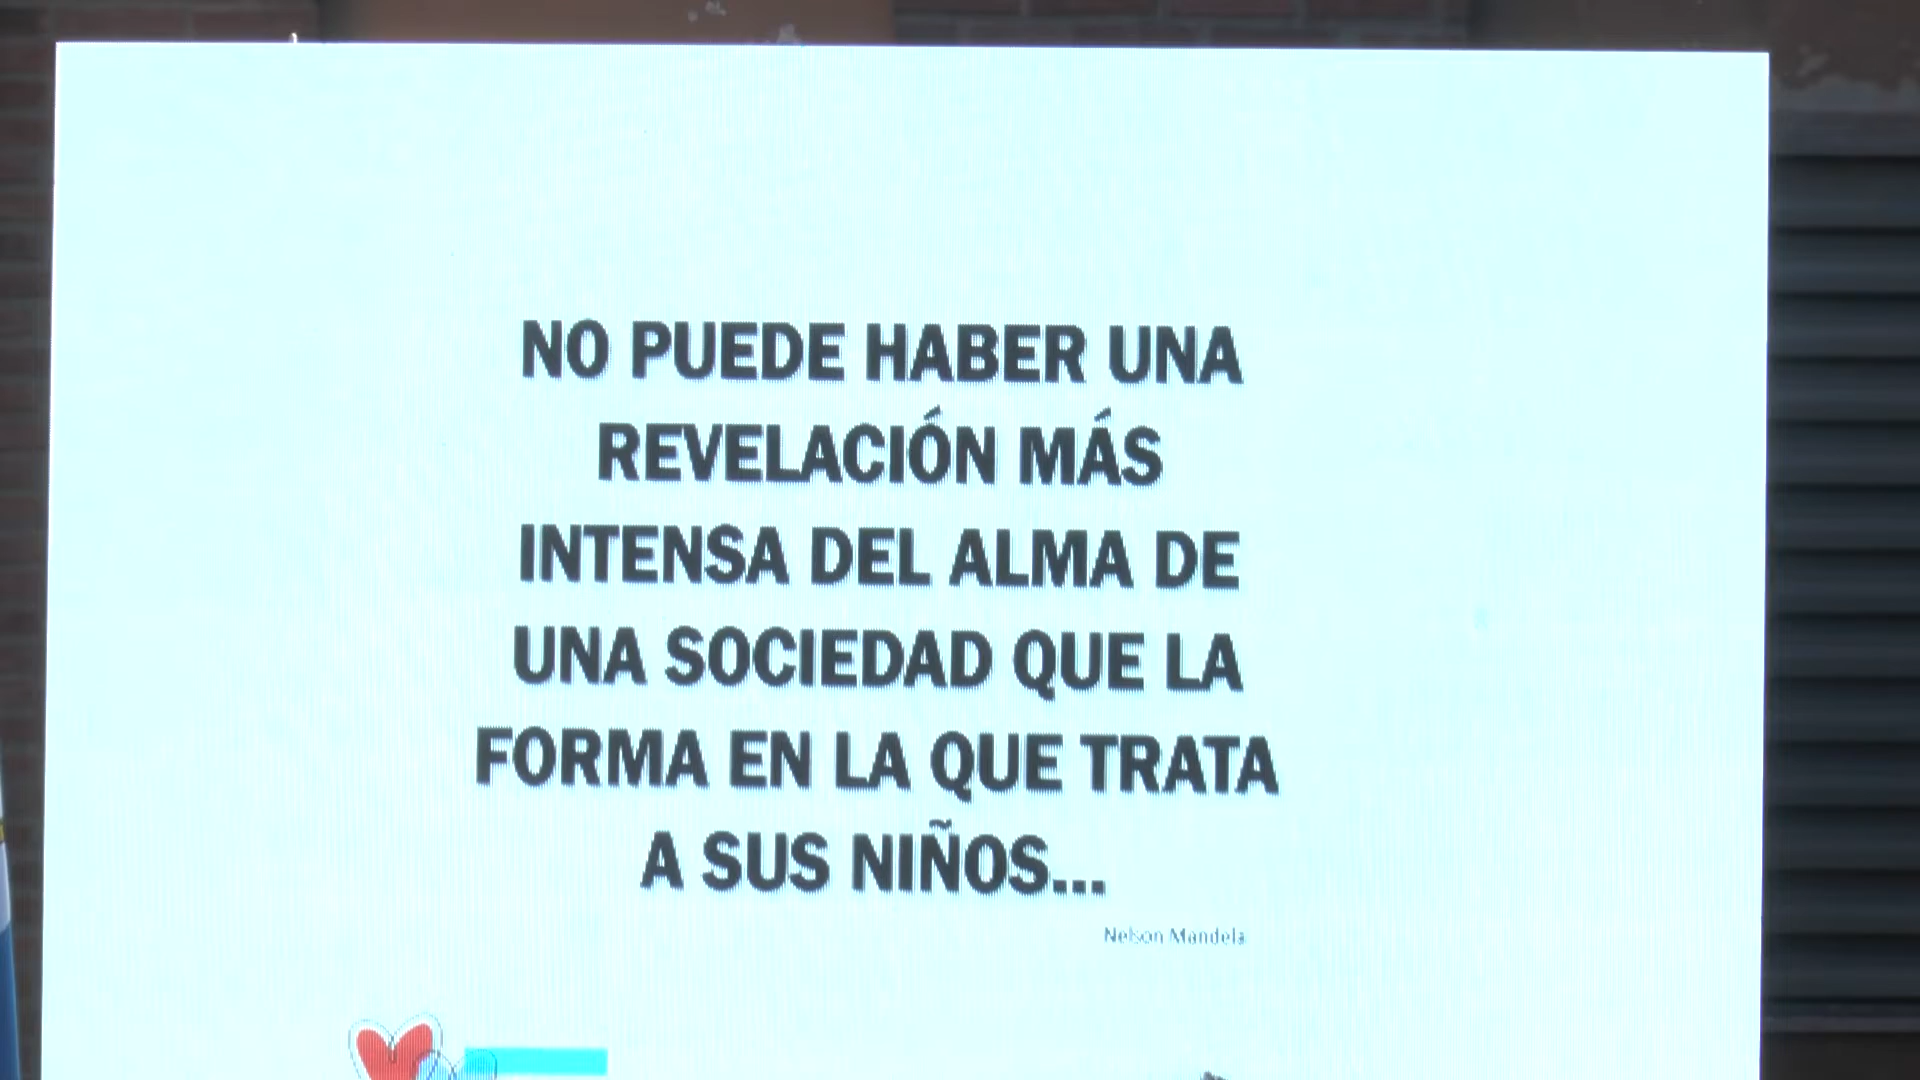 NO PUEDE HABER UNA
REVELACIÓN MÁS
INTENSA DEL ALMA DE
UNA SOCIEDAD QUE LA
FORMA EN LA QUE TRATA
A SUS NIÑOS...
Nelson Mandela